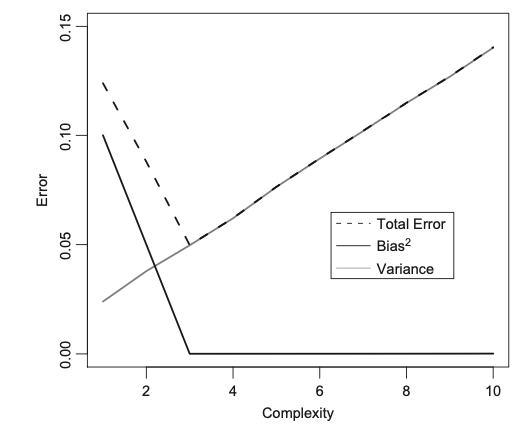 0.15
0.10
0.05
0.00
Error
Total Error
Bias2
Variance
2 4 6 8 10
Complexity